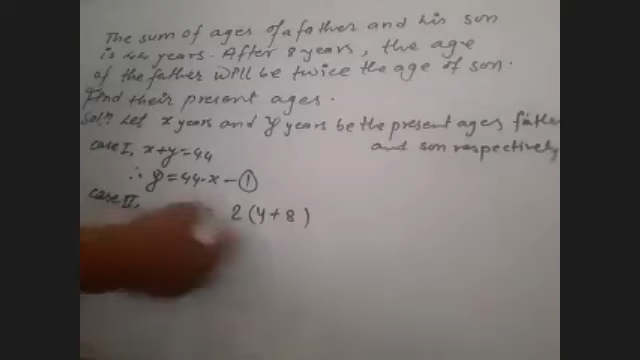 The sum of ages of a father and his son
is 44 years. After 8 years, the age
of the father will be twice the age of son.
Find their present ages.
Solⁿ: Let x years and y years be the present ages father
and son respectively
case I, x+y=44
∴ y=44-x-①
case II,
2(y+8)